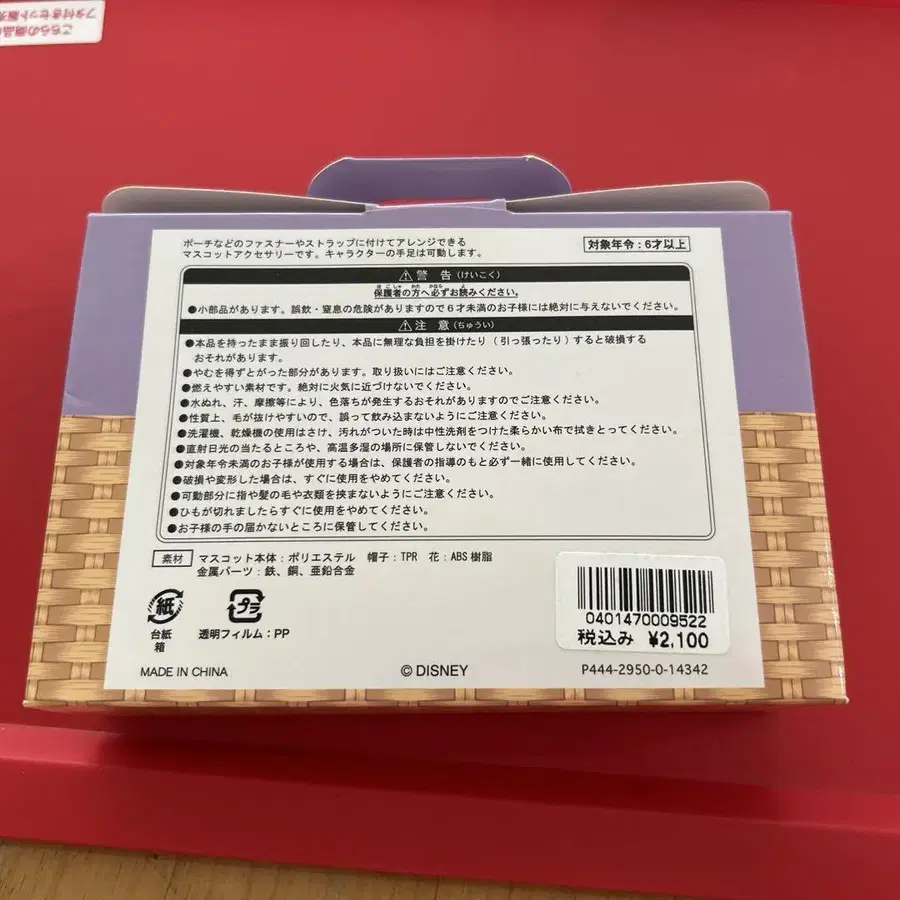 こちらの商品
フタ付きセット販売
ポーチなどのファスナーやストラップに付けてアレンジできる
マスコットアクセサリーです。キャラクターの手足は可動します。
対象年令:6才以上
⚠警 告(けいこく)
保護者の方へ必ずお読みください。
●小部品があります。誤飲・窒息の危険がありますので6才未満のお子様には絶対に与えないでください。
⚠注 意(ちゅうい)
●本品を持ったまま振り回したり、本品に無理な負担を掛けたり(引っ張ったり)すると破損する
おそれがあります。
●やむを得ずとがった部分があります。取り扱いにはご注意ください。
●燃えやすい素材です。絶対に火気に近づけないでください。
●水ぬれ、汗、摩擦等により、色落ちが発生するおそれがありますのでご注意ください。
●性質上、毛が抜けやすいので、誤って飲み込まないようにご注意ください。
●洗濯機、乾燥機の使用はさけ、汚れがついた時は中性洗剤をつけた柔らかい布で拭きとってください。
●直射日光の当たるところや、高温多湿の場所に保管しないでください。
●対象年令未満のお子様が使用する場合は、保護者の指導のもと必ず一緒に使用してください。
●破損や変形した場合は、すぐに使用をやめてください。
●可動部分に指や髪の毛や衣類を挟まないようにご注意ください。
●ひもが切れましたらすぐに使用をやめてください。
●お子様の手の届かないところに保管してください。
素材 マスコット本体:ポリエステル 帽子:TPR 花:ABS樹脂
金属パーツ:鉄、銅、亜鉛合金
紙
台紙
箱
プラ
透明フィルム:PP
0401470009522
税込み ¥2,100
MADE IN CHINA
© DISNEY
P444-2950-0-14342